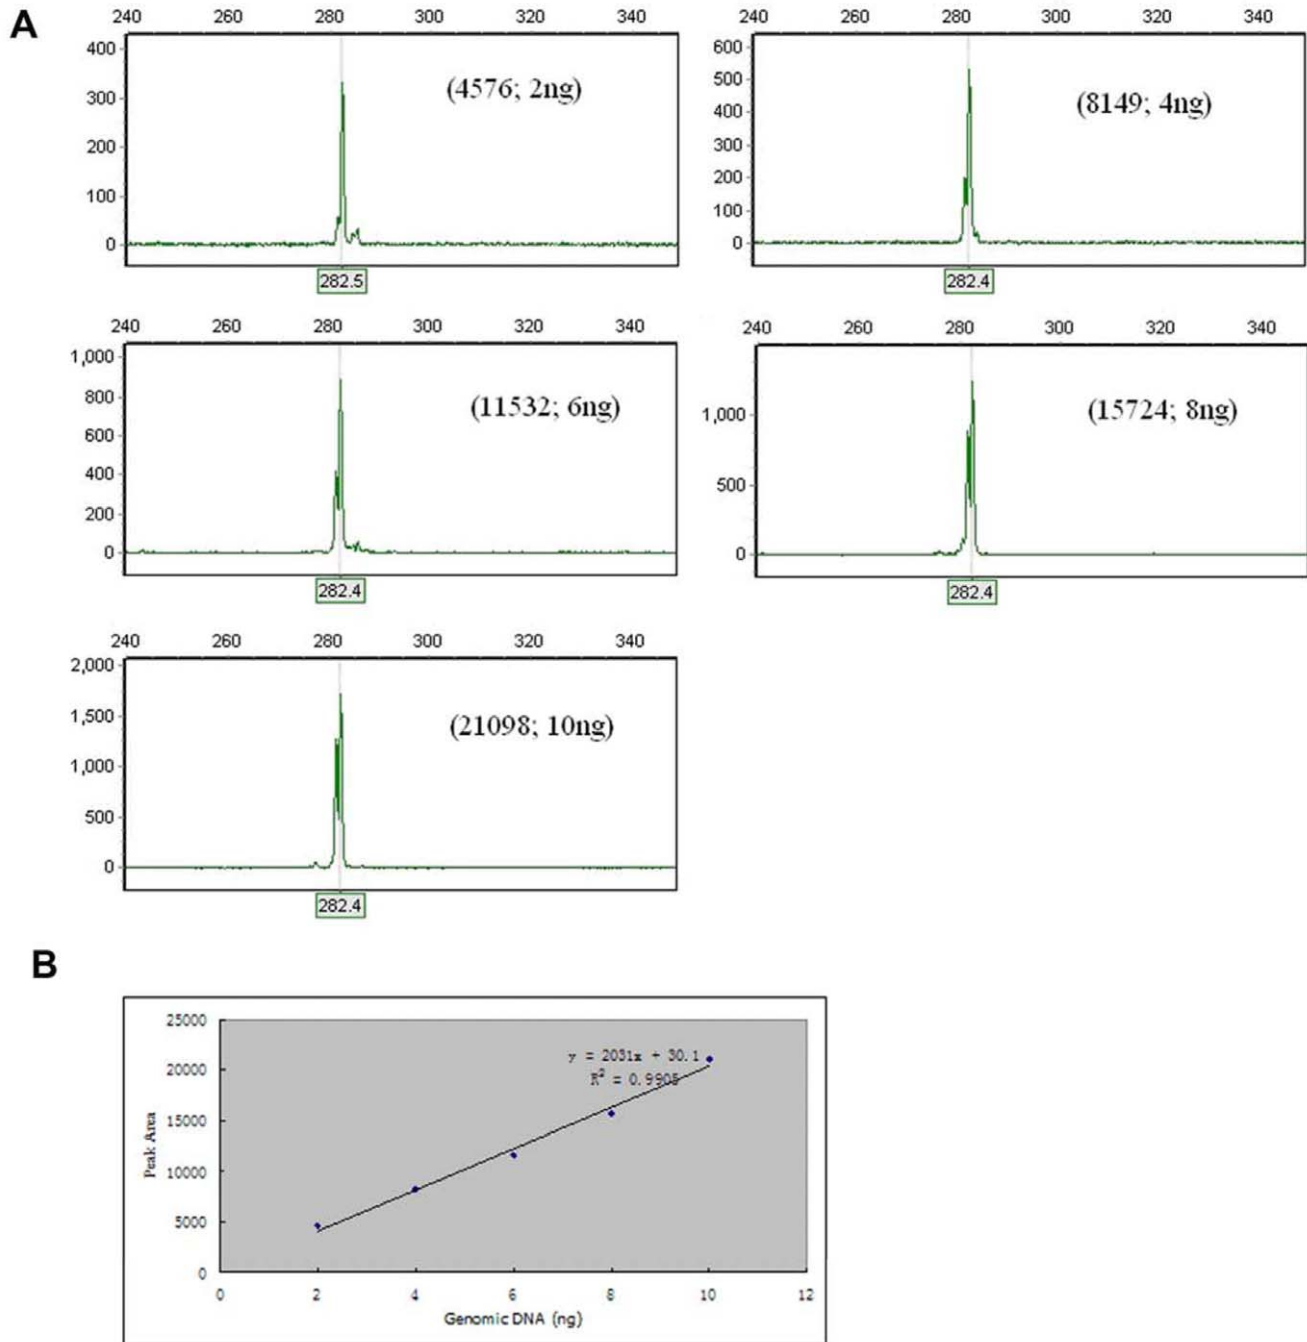 A
240 260 280 300 320 340
400
300
200
100
0
(4576; 2ng)
282.5
240 260 280 300 320 340
600
500
400
300
200
100
0
(8149; 4ng)
282.4
240 260 280 300 320 340
1,000
800
600
400
200
0
(11532; 6ng)
282.4
240 260 280 300 320 340
1,000
500
0
(15724; 8ng)
282.4
240 260 280 300 320 340
2,000
1,500
1,000
500
0
(21098; 10ng)
282.4
B
Peak Area
25000
20000
15000
10000
5000
0
y = 2031x + 30.1
R² = 0.9905
0 2 4 6 8 10 12
Genomic DNA (ng)